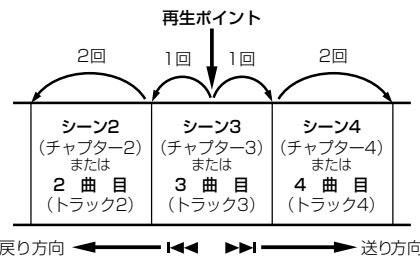 再生ポイント
2回 1回 1回 2回
シーン2 シーン3 シーン4
(チャプター2) (チャプター3) (チャプター4)
または または または
2 曲 目 3 曲 目 4 曲 目
(トラック2) (トラック3) (トラック4)
戻り方向 送り方向